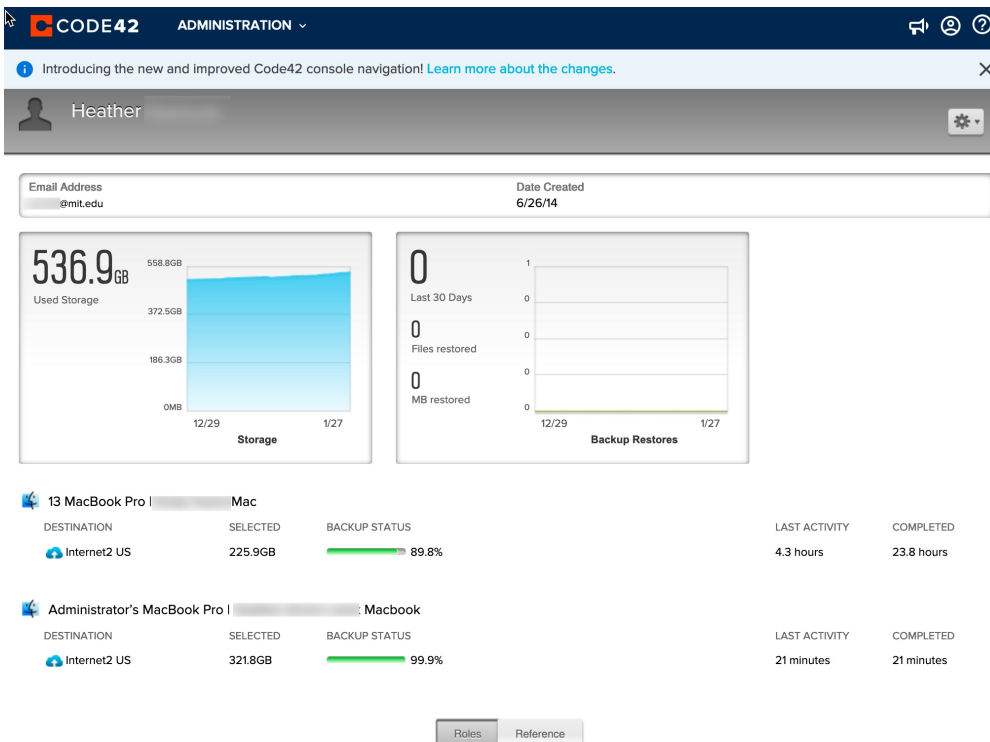 CODE42 ADMINISTRATION
Introducing the new and improved Code42 console navigation! Learn more about the changes.
Heather
Email Address Date Created
@mit.edu 6/26/14
536.9GB
Used Storage
558.8GB
372.5GB
186.3GB
0MB
12/29 1/27
Storage
0
Last 30 Days
0
Files restored
0
MB restored
1
0
0
0
0
12/29 1/27
Backup Restores
13 MacBook Pro | Mac
DESTINATION SELECTED BACKUP STATUS LAST ACTIVITY COMPLETED
Internet2 US 225.9GB 89.8% 4.3 hours 23.8 hours
Administrator's MacBook Pro | Macbook
DESTINATION SELECTED BACKUP STATUS LAST ACTIVITY COMPLETED
Internet2 US 321.8GB 99.9% 21 minutes 21 minutes
Roles Reference